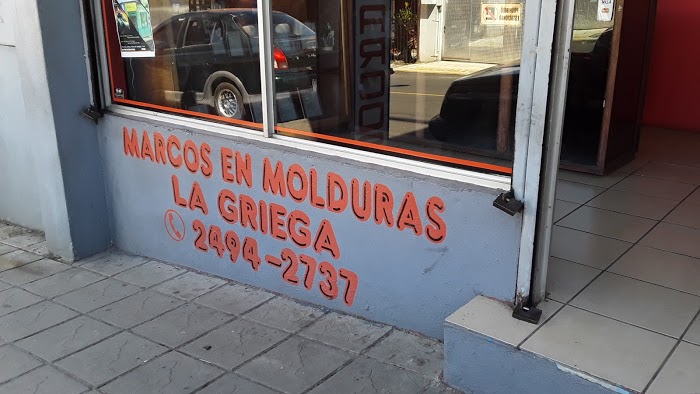 MARCOS EN MOLDURAS
LA GRIEGA
2494-2737